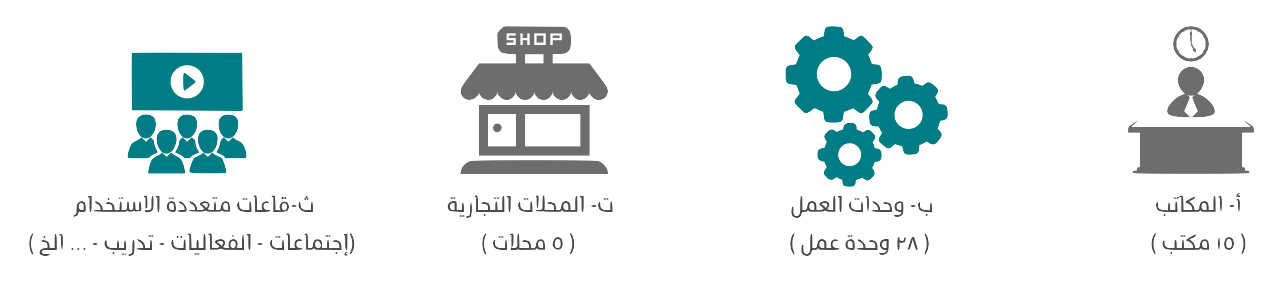 SHOP
أ- المكاتب
( ١٥ مكتب )
ب- وحدات العمل
( ٢٨ وحدة عمل )
ت- المحلات التجارية
( ٥ محلات )
ث-قاعات متعددة الاستخدام
(إجتماعات - الفعاليات - تدريب - ... الخ )